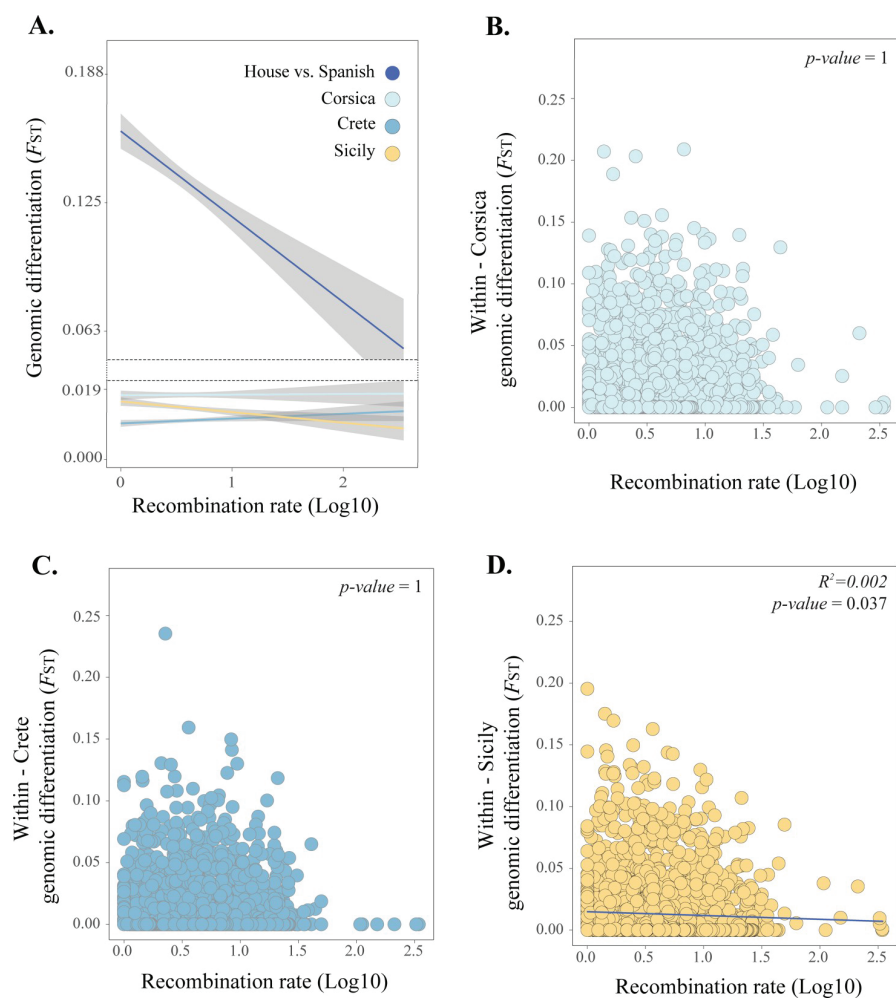 A.
Genomic differentiation (FST)
0.188
0.125
0.063
0.019
0.000
House vs. Spanish
Corsica
Crete
Sicily
0
1
2
Recombination rate (Log10)
B.
p-value = 1
Within - Corsica
genomic differentiation (FST)
0.25
0.20
0.15
0.10
0.05
0.00
0.0
0.5
1.0
1.5
2.0
2.5
Recombination rate (Log10)
C.
p-value = 1
Within - Crete
genomic differentiation (FST)
0.25
0.20
0.15
0.10
0.05
0.00
0.0
0.5
1.0
1.5
2.0
2.5
Recombination rate (Log10)
D.
R²=0.002
p-value = 0.037
Within - Sicily
genomic differentiation (FST)
0.25
0.20
0.15
0.10
0.05
0.00
0.0
0.5
1.0
1.5
2.0
2.5
Recombination rate (Log10)